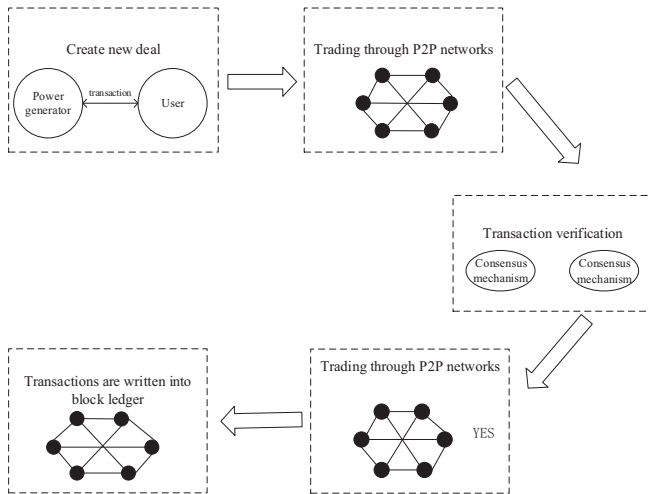 Create new deal
Power
generator
transaction
User
Trading through P2P networks
Transaction verification
Consensus
mechanism
Consensus
mechanism
Trading through P2P networks
YES
Transactions are written into
block ledger